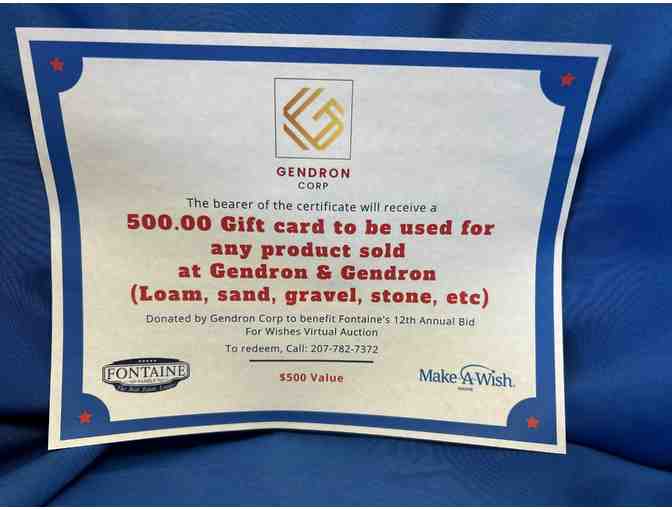 GENDRON
CORP
The bearer of the certificate will receive a
500.00 Gift card to be used for
any product sold
at Gendron & Gendron
(Loam, sand, gravel, stone, etc)
Donated by Gendron Corp to benefit Fontaine's 12th Annual Bid
For Wishes Virtual Auction
To redeem, Call: 207-782-7372
$500 Value
FONTAINE
Make-A-Wish.
MAINE